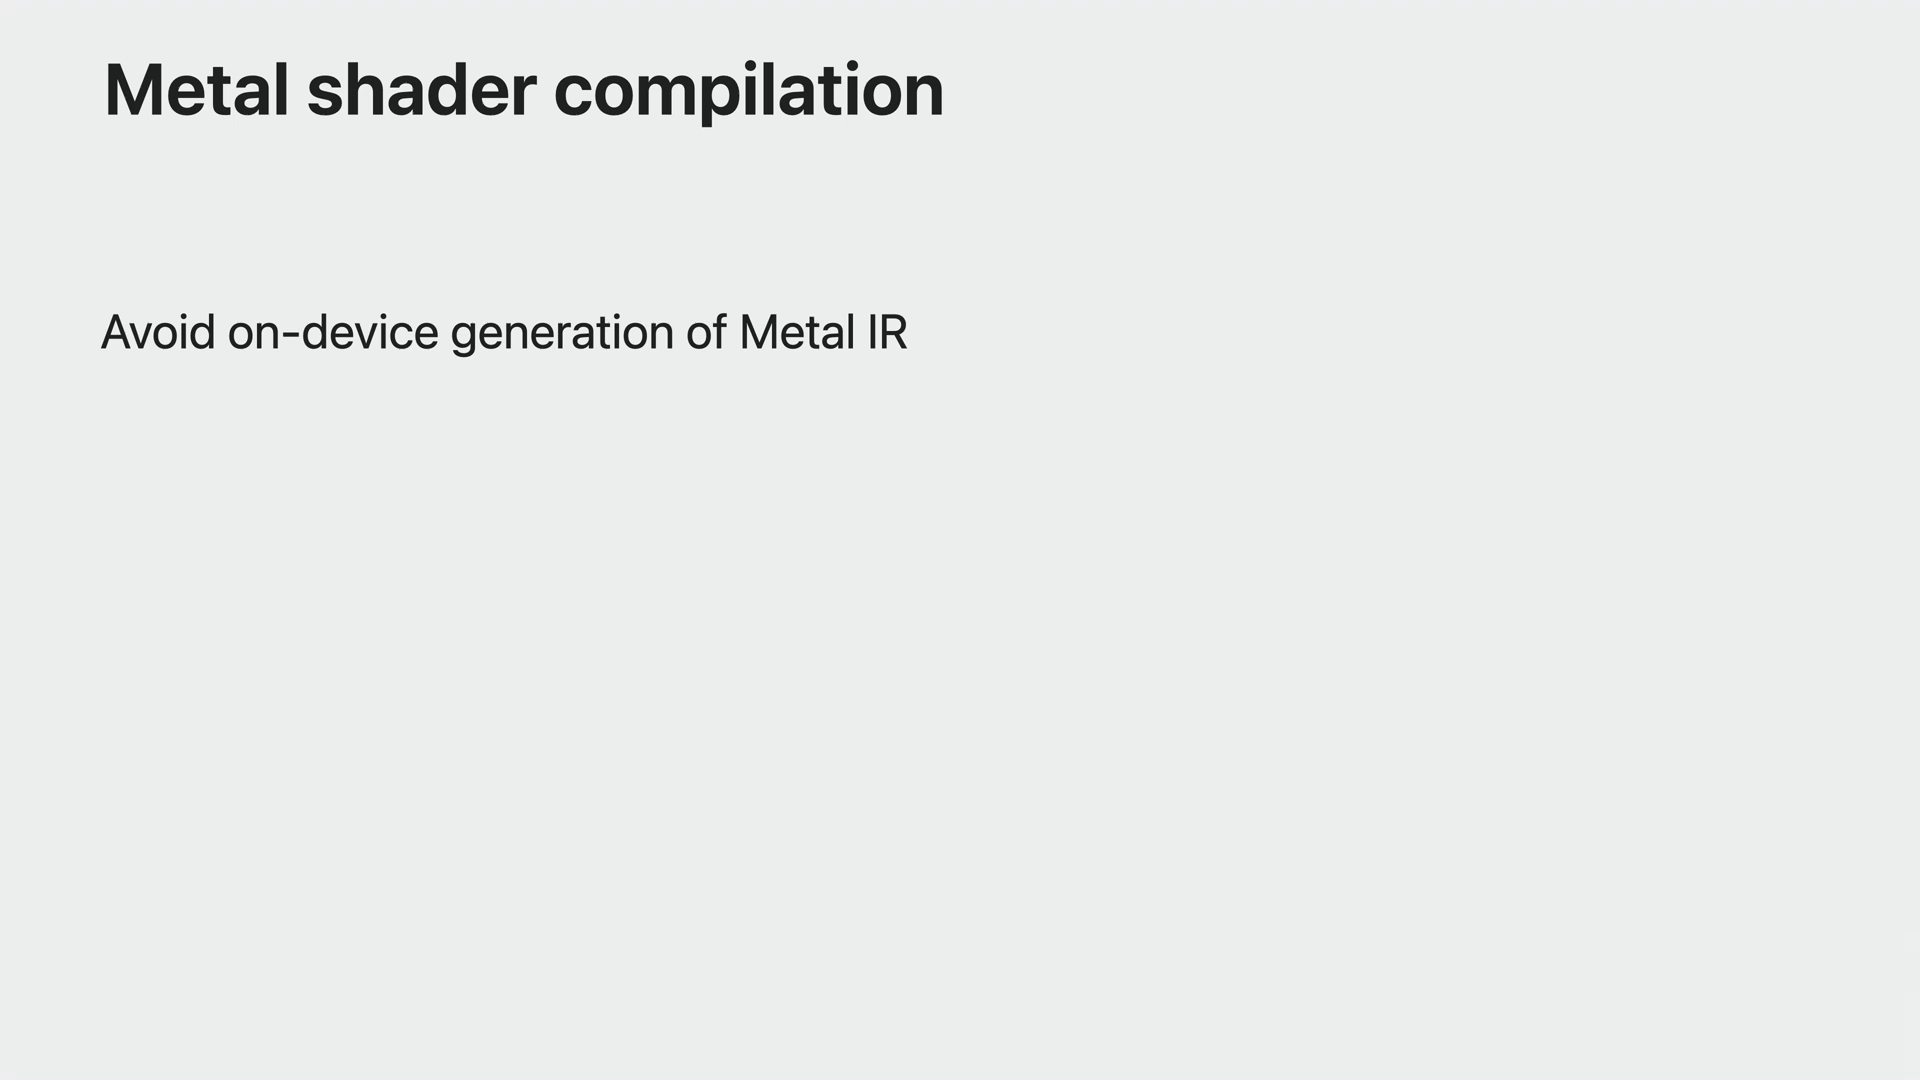 Metal shader compilation
Avoid on-device generation of Metal IR